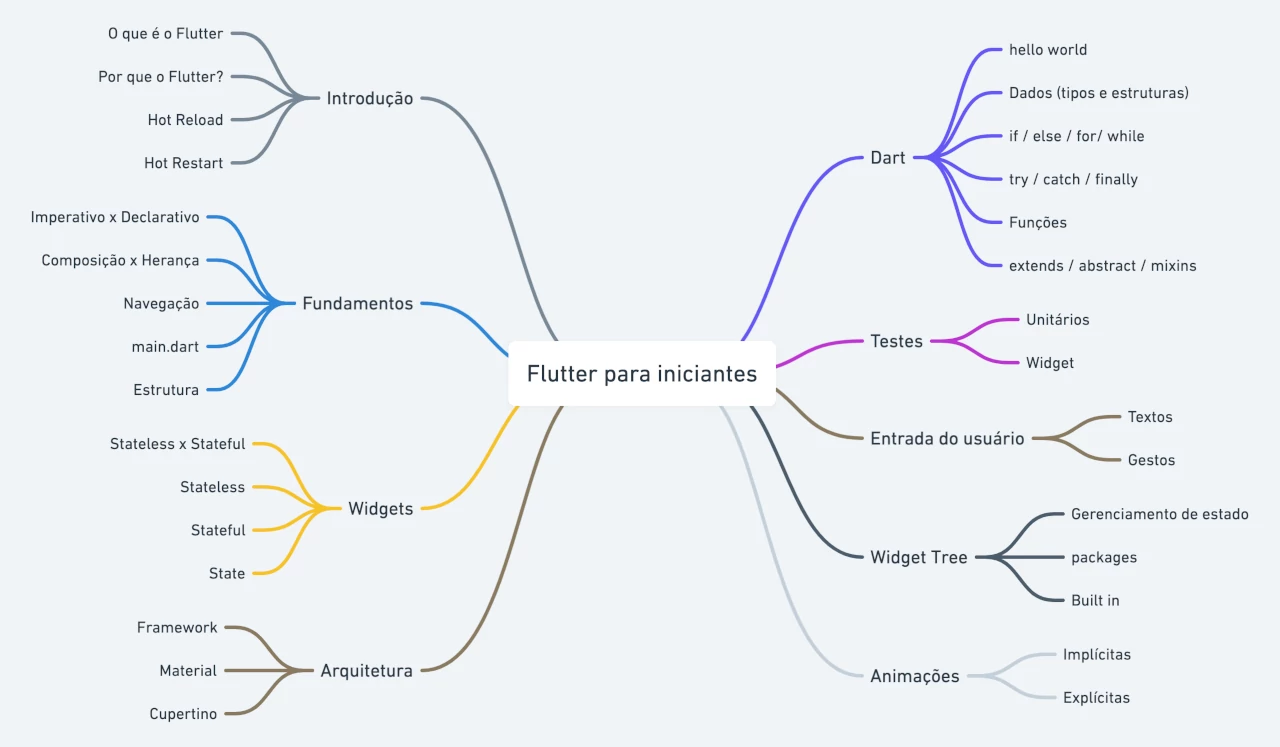 Flutter para iniciantes
Introdução
O que é o Flutter
Por que o Flutter?
Hot Reload
Hot Restart
Fundamentos
Imperativo x Declarativo
Composição x Herança
Navegação
main.dart
Estrutura
Widgets
Stateless x Stateful
Stateless
Stateful
State
Arquitetura
Framework
Material
Cupertino
Dart
hello world
Dados (tipos e estruturas)
if / else / for/ while
try / catch / finally
Funções
extends / abstract / mixins
Testes
Unitários
Widget
Entrada do usuário
Textos
Gestos
Widget Tree
Gerenciamento de estado
packages
Built in
Animações
Implícitas
Explícitas